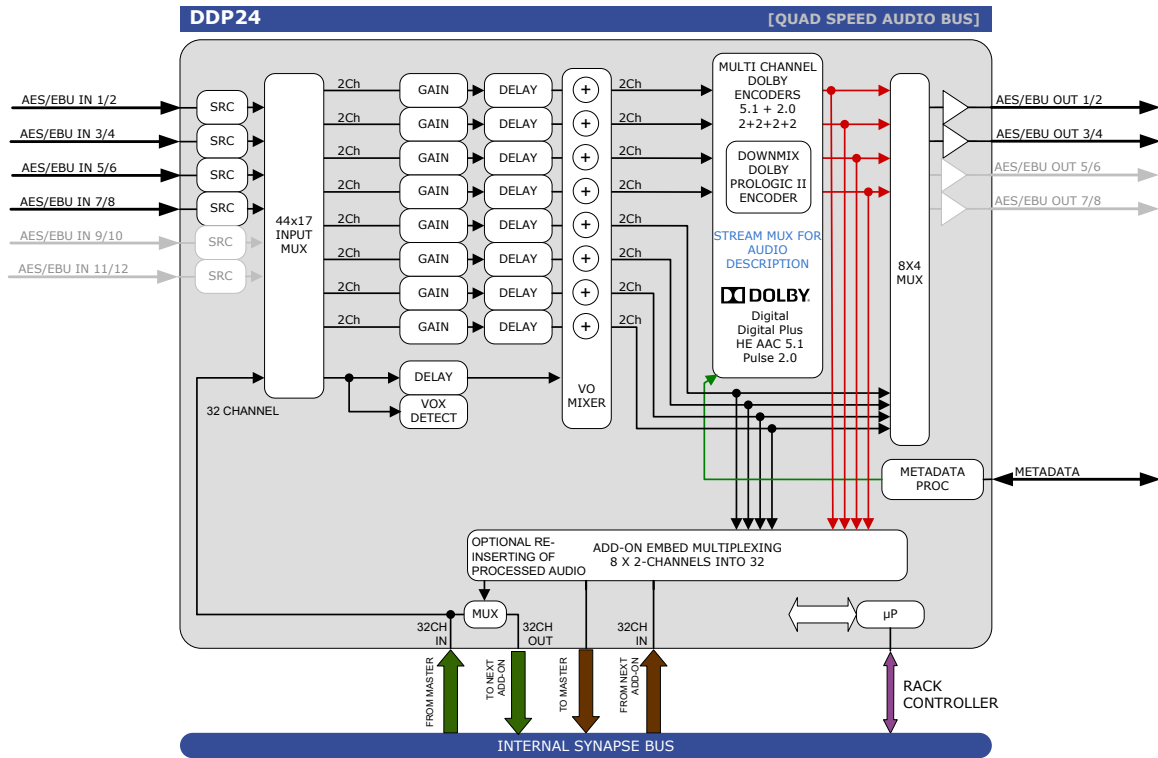 DDP24
[QUAD SPEED AUDIO BUS]
AES/EBU IN 1/2
AES/EBU IN 3/4
AES/EBU IN 5/6
AES/EBU IN 7/8
AES/EBU IN 9/10
AES/EBU IN 11/12
SRC
SRC
SRC
SRC
SRC
SRC
44x17
INPUT
MUX
32 CHANNEL
2Ch
2Ch
2Ch
2Ch
2Ch
2Ch
2Ch
2Ch
GAIN
GAIN
GAIN
GAIN
GAIN
GAIN
GAIN
GAIN
DELAY
DELAY
DELAY
DELAY
DELAY
DELAY
DELAY
DELAY
DELAY
VOX
DETECT
+
+
+
+
+
+
+
+
VO
MIXER
2Ch
2Ch
2Ch
2Ch
2Ch
2Ch
2Ch
2Ch
MULTI CHANNEL
DOLBY
ENCODERS
5.1 + 2.0
2+2+2+2
DOWNMIX
DOLBY
PROLOGIC II
ENCODER
STREAM MUX FOR
AUDIO
DESCRIPTION
DOLBY
Digital
Digital Plus
HE AAC 5.1
Pulse 2.0
8X4
MUX
AES/EBU OUT 1/2
AES/EBU OUT 3/4
AES/EBU OUT 5/6
AES/EBU OUT 7/8
METADATA
PROC
METADATA
OPTIONAL RE-
INSERTING OF
PROCESSED AUDIO
ADD-ON EMBED MULTIPLEXING
8 X 2-CHANNELS INTO 32
MUX
32CH
IN
32CH
OUT
32CH
IN
µP
FROM MASTER
TO NEXT
ADD-ON
TO MASTER
FROM NEXT
ADD-ON
RACK
CONTROLLER
INTERNAL SYNAPSE BUS